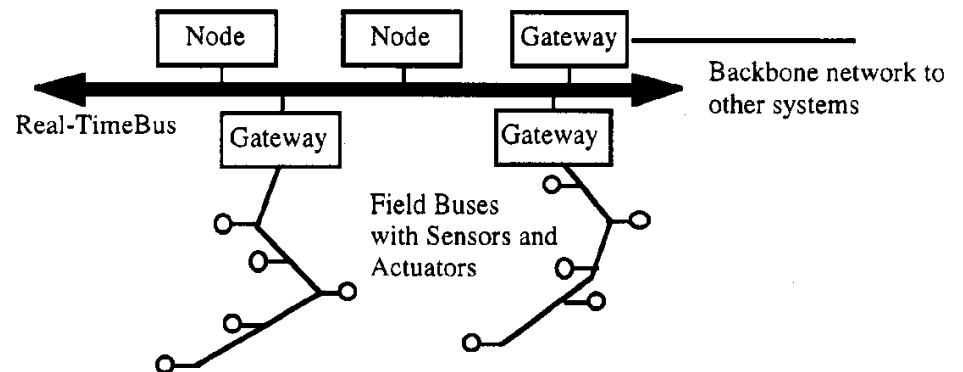 Node
Node
Gateway
Backbone network to
other systems
Real-TimeBus
Gateway
Gateway
Field Buses
with Sensors and
Actuators